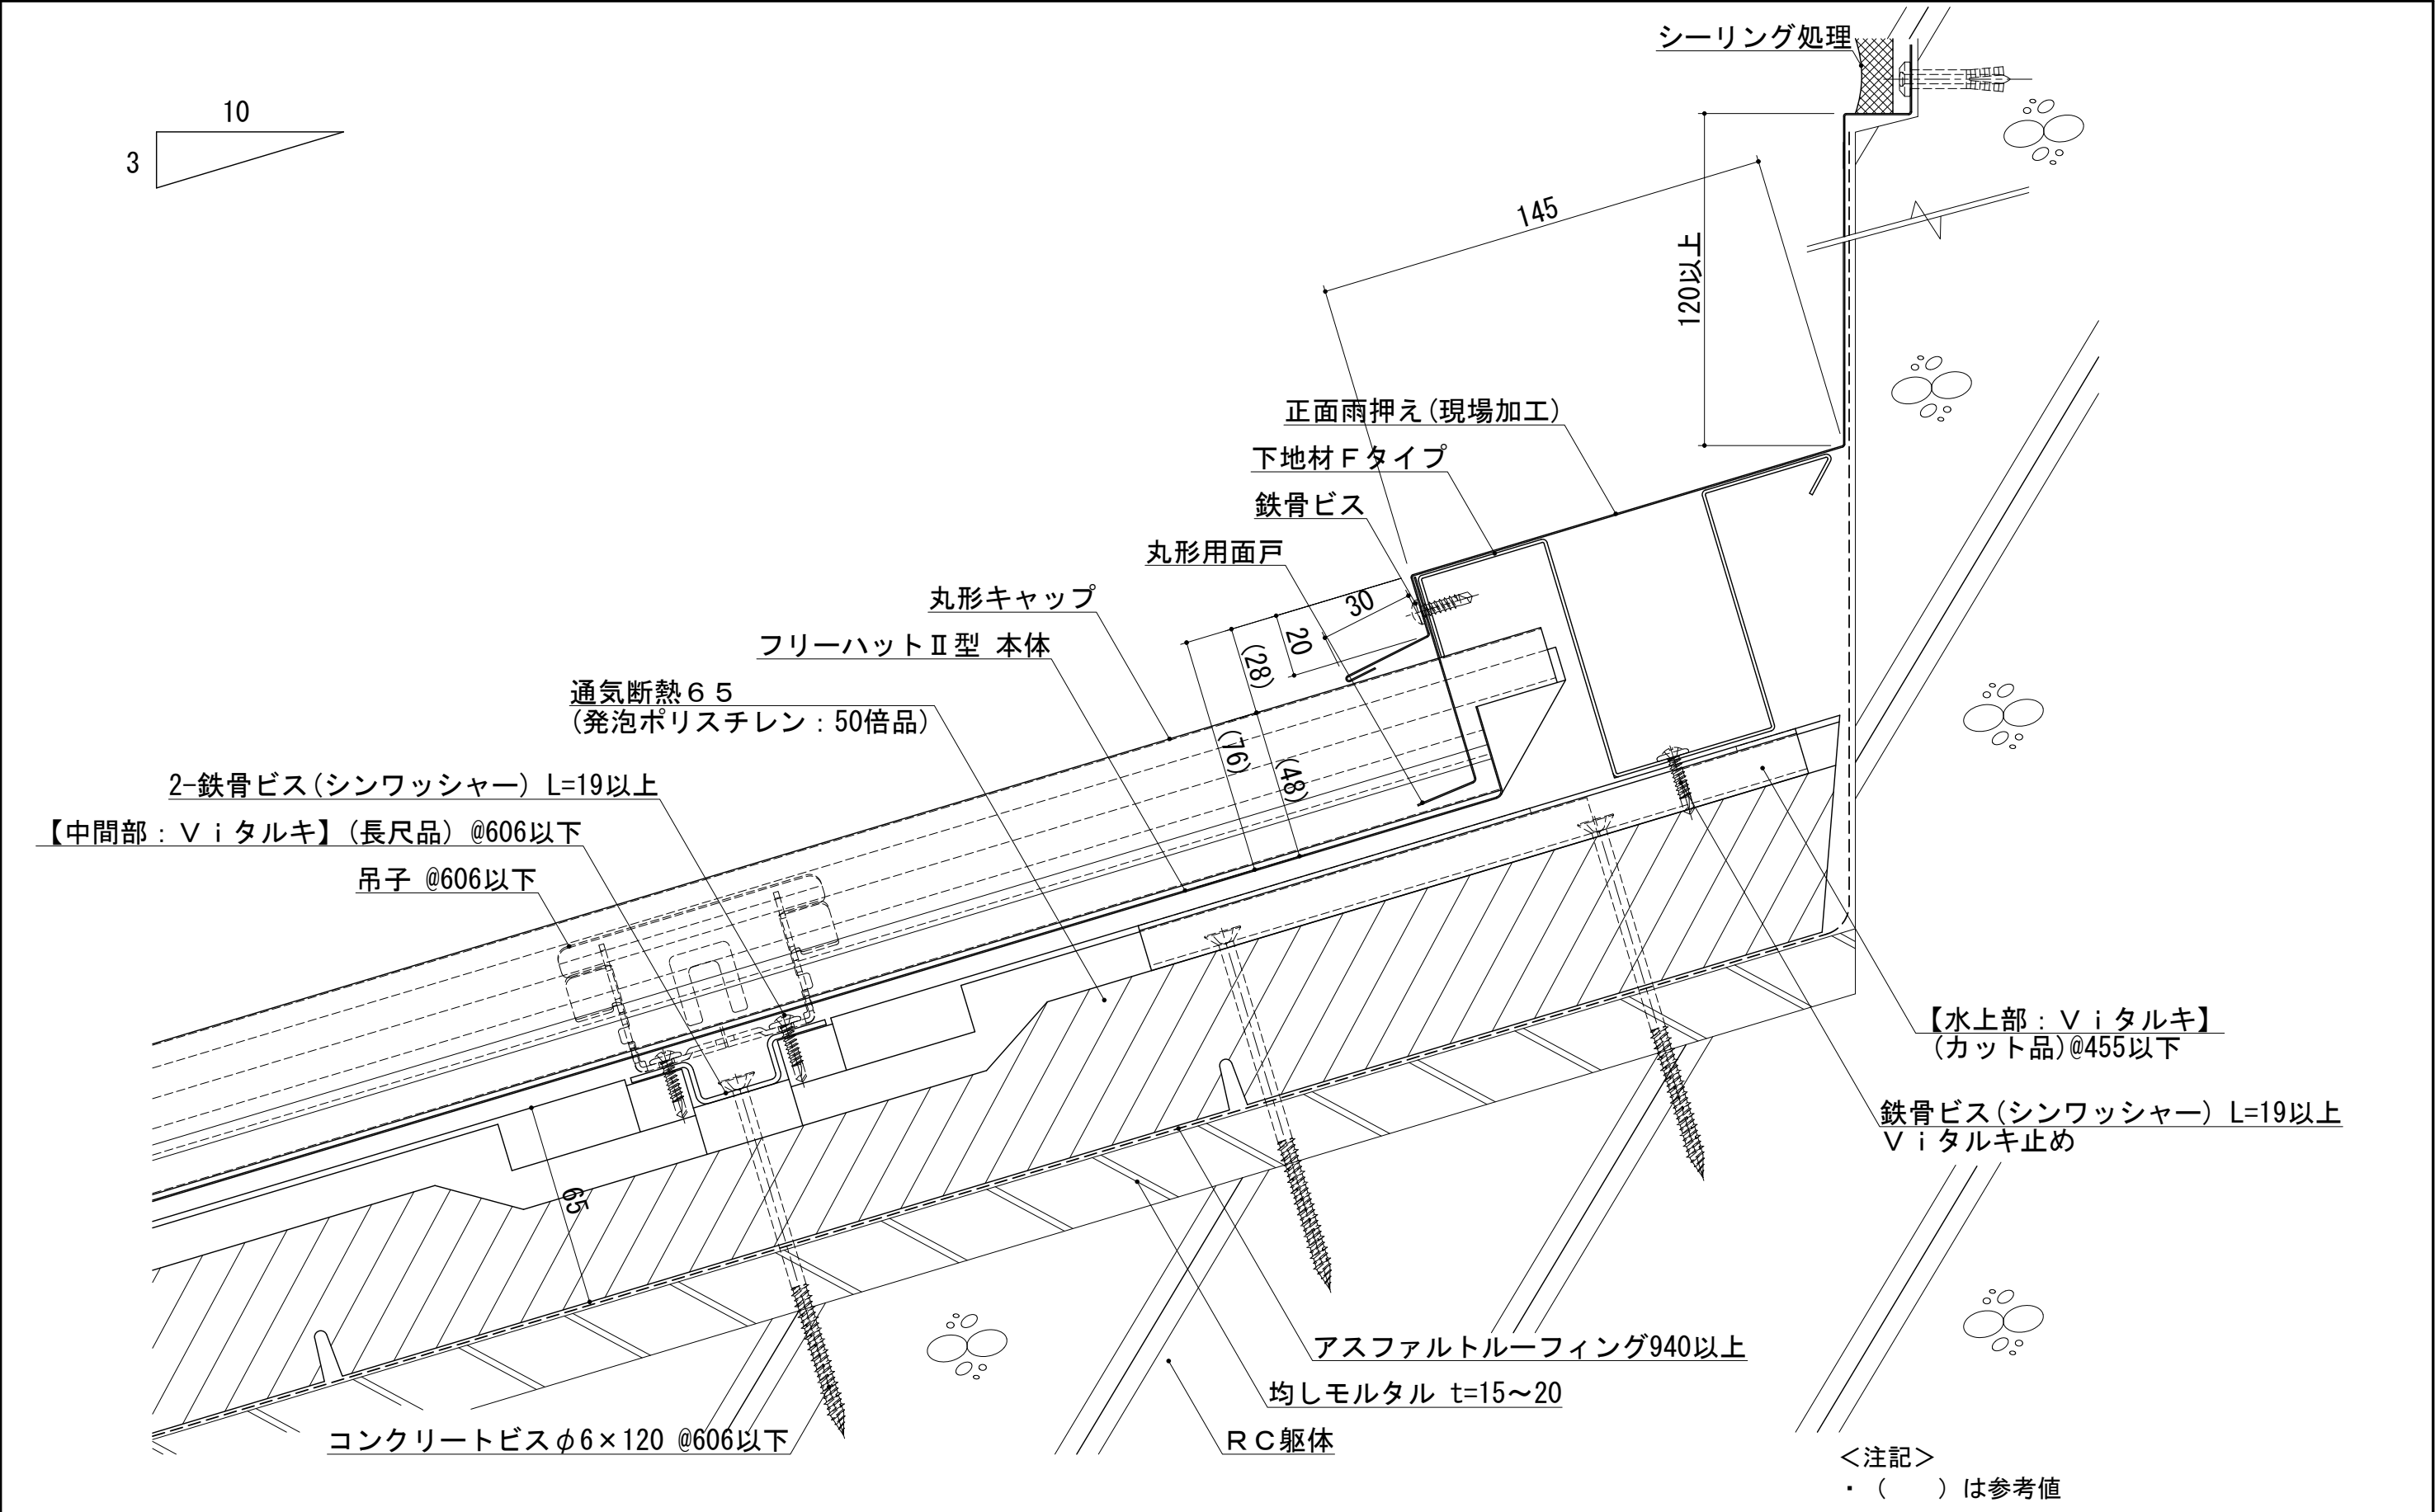 シーリング処理
10
3
145
120以上
正面雨押え(現場加工)
下地材Ｆタイプ
鉄骨ビス
丸形用面戸
30
丸形キャップ
20
フリーハットⅡ型 本体
(28)
通気断熱６５
(発泡ポリスチレン：50倍品)
(76)
(48)
2-鉄骨ビス(シンワッシャー) L=19以上
【中間部：Ｖｉタルキ】(長尺品) @606以下
吊子 @606以下
【水上部：Ｖｉタルキ】
(カット品)@455以下
鉄骨ビス(シンワッシャー) L=19以上
Ｖｉタルキ止め
65
アスファルトルーフィング940以上
均しモルタル t=15～20
コンクリートビスφ6×120 @606以下
ＲＣ躯体
＜注記＞
・（　　）は参考値